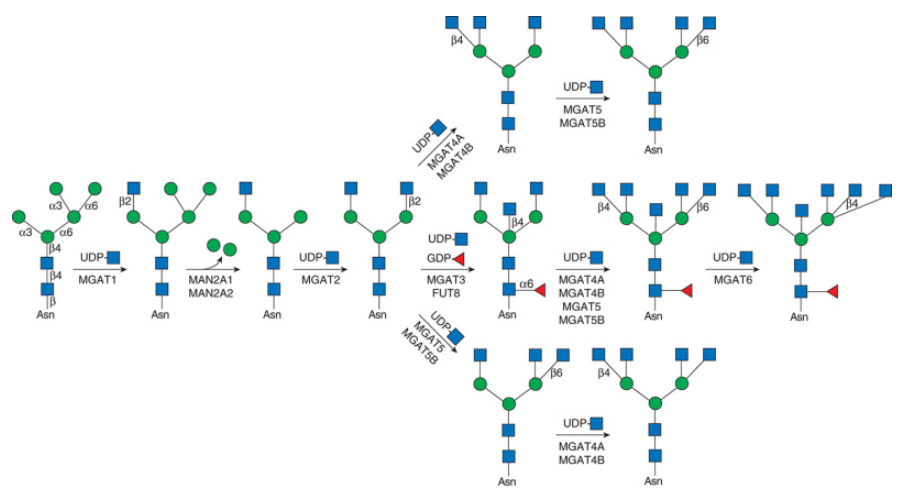 β4
β6
UDP-
MGAT5
MGAT5B
Asn
Asn
UDP-
MGAT4A
MGAT4B
α3
α6
α3
α6
β4
β4
β
Asn
UDP-
MGAT1
β2
Asn
MAN2A1
MAN2A2
Asn
UDP-
MGAT2
β2
Asn
UDP-
GDP-
MGAT3
FUT8
β4
α6
Asn
UDP-
MGAT4A
MGAT4B
MGAT5
MGAT5B
β4
β6
Asn
UDP-
MGAT6
β4
Asn
UDP-
MGAT5
MGAT5B
β6
Asn
UDP-
MGAT4A
MGAT4B
β4
Asn